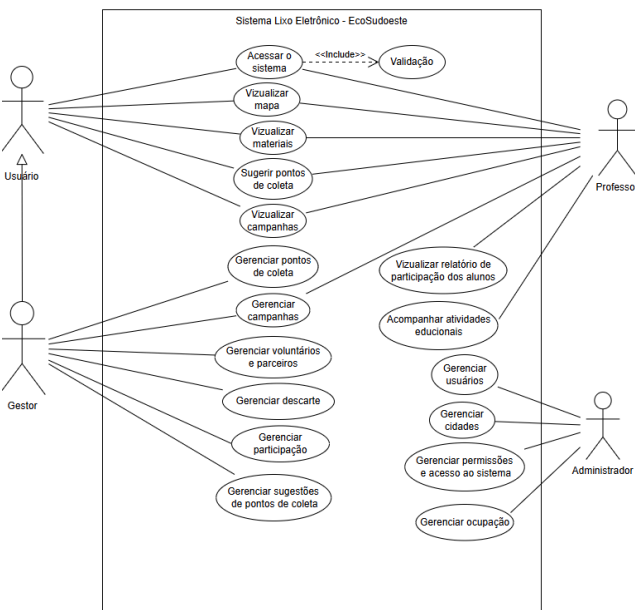 Sistema Lixo Eletrônico - EcoSudoeste
Acessar o
sistema
<<Include>>
Validação
Vizualizar
mapa
Vizualizar
materiais
Sugerir pontos
de coleta
Vizualizar
campanhas
Usuário
Professo
Gerenciar pontos
de coleta
Gerenciar
campanhas
Vizualizar relatório de
participação dos alunos
Acompanhar atividades
educionais
Gerenciar voluntários
e parceiros
Gerenciar descarte
Gerenciar
participação
Gerenciar sugestões
de pontos de coleta
Gestor
Gerenciar
usuários
Gerenciar
cidades
Gerenciar permissões
e acesso ao sistema
Gerenciar ocupação
Administrador